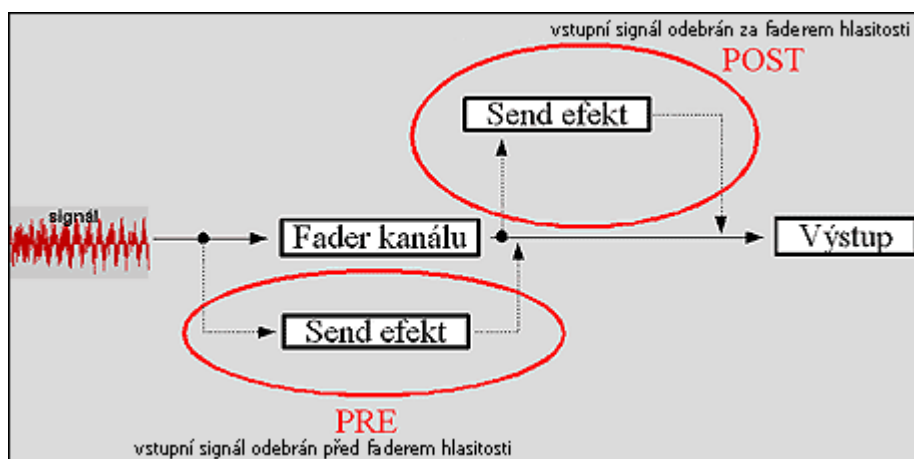 vstupní signál odebrán za faderem hlasitosti
POST
Send efekt
signál
Fader kanálu
Výstup
Send efekt
PRE
vstupní signál odebrán před faderem hlasitosti